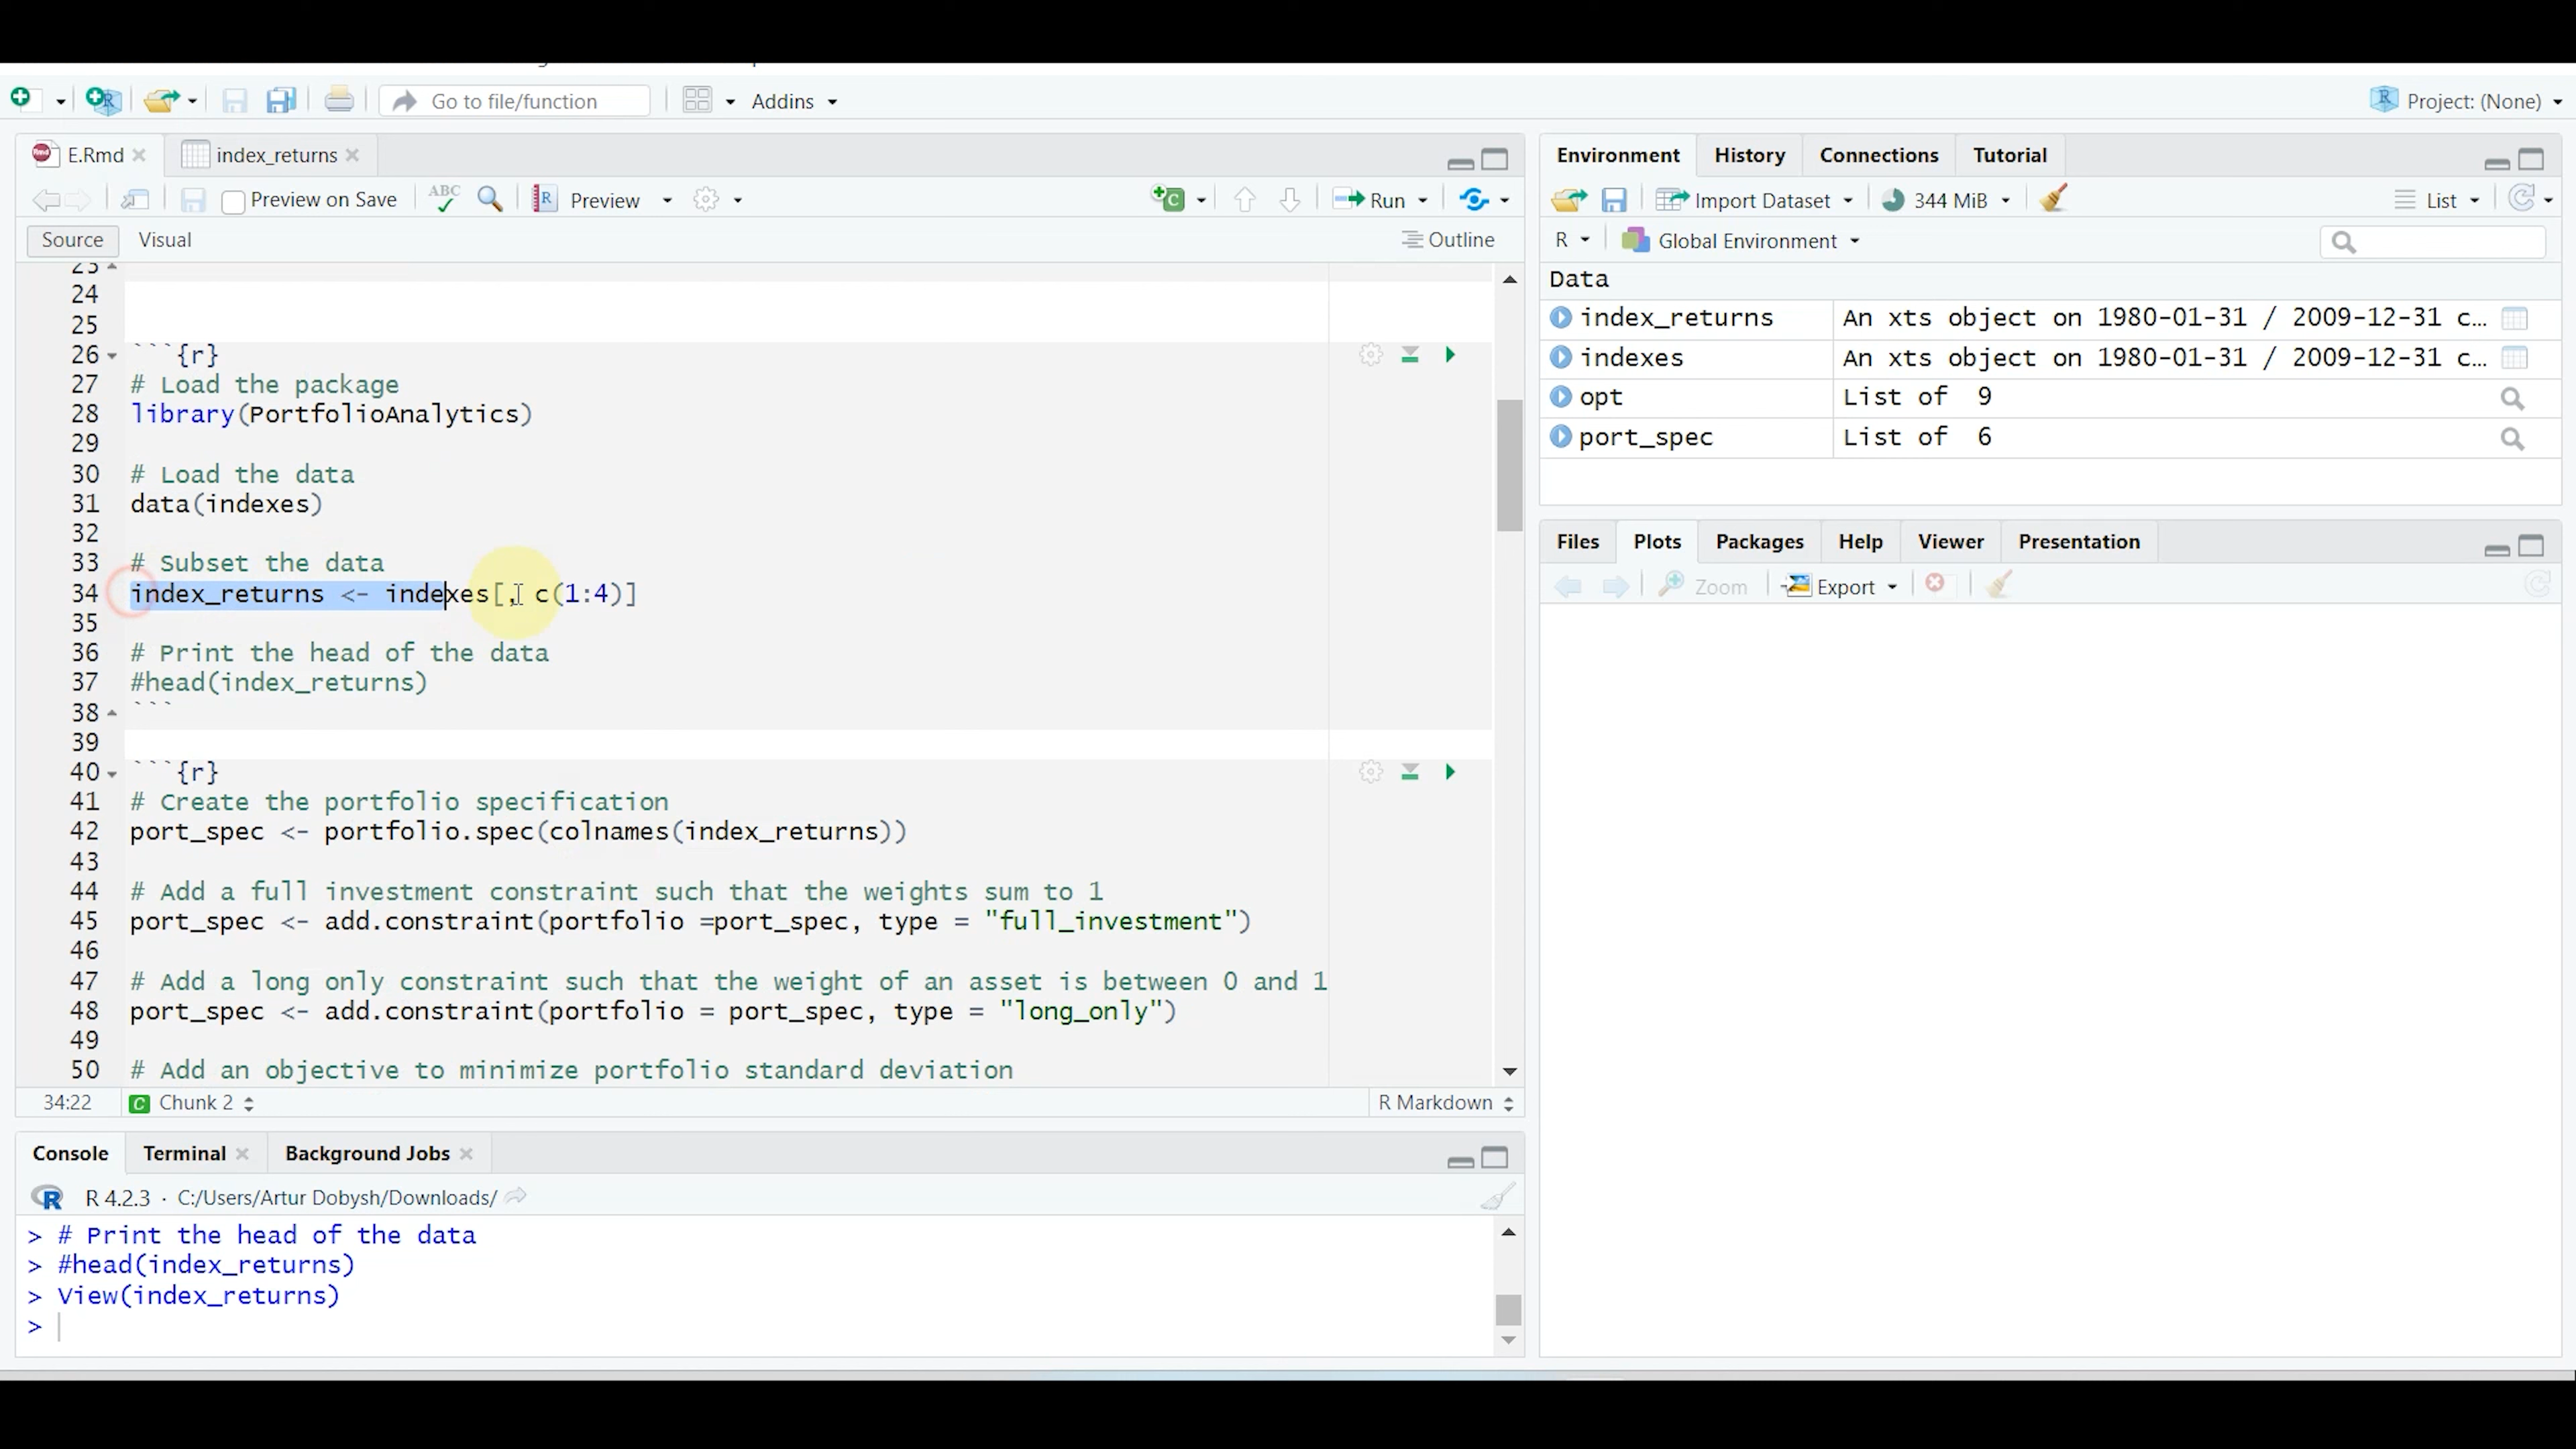 Go to file/function
Addins
Project: (None)
E.Rmd
index_returns
Preview on Save
ABC
Preview
Run
Source
Visual
Outline
23
24
25
26 ```{r}
27 # Load the package
28 library(PortfolioAnalytics)
29
30 # Load the data
31 data(indexes)
32
33 # Subset the data
34 index_returns <- indexes[, c(1:4)]
35
36 # Print the head of the data
37 #head(index_returns)
38 ```
39
40 ```{r}
41 # Create the portfolio specification
42 port_spec <- portfolio.spec(colnames(index_returns))
43
44 # Add a full investment constraint such that the weights sum to 1
45 port_spec <- add.constraint(portfolio =port_spec, type = "full_investment")
46
47 # Add a long only constraint such that the weight of an asset is between 0 and 1
48 port_spec <- add.constraint(portfolio = port_spec, type = "long_only")
49
50 # Add an objective to minimize portfolio standard deviation
34:22
C Chunk 2
R Markdown
Console
Terminal
Background Jobs
R 4.2.3 · C:/Users/Artur Dobysh/Downloads/
> # Print the head of the data
> #head(index_returns)
> View(index_returns)
>
Environment
History
Connections
Tutorial
Import Dataset
344 MiB
List
R
Global Environment
Data
index_returns An xts object on 1980-01-31 / 2009-12-31 c...
indexes An xts object on 1980-01-31 / 2009-12-31 c...
opt List of 9
port_spec List of 6
Files
Plots
Packages
Help
Viewer
Presentation
Zoom
Export